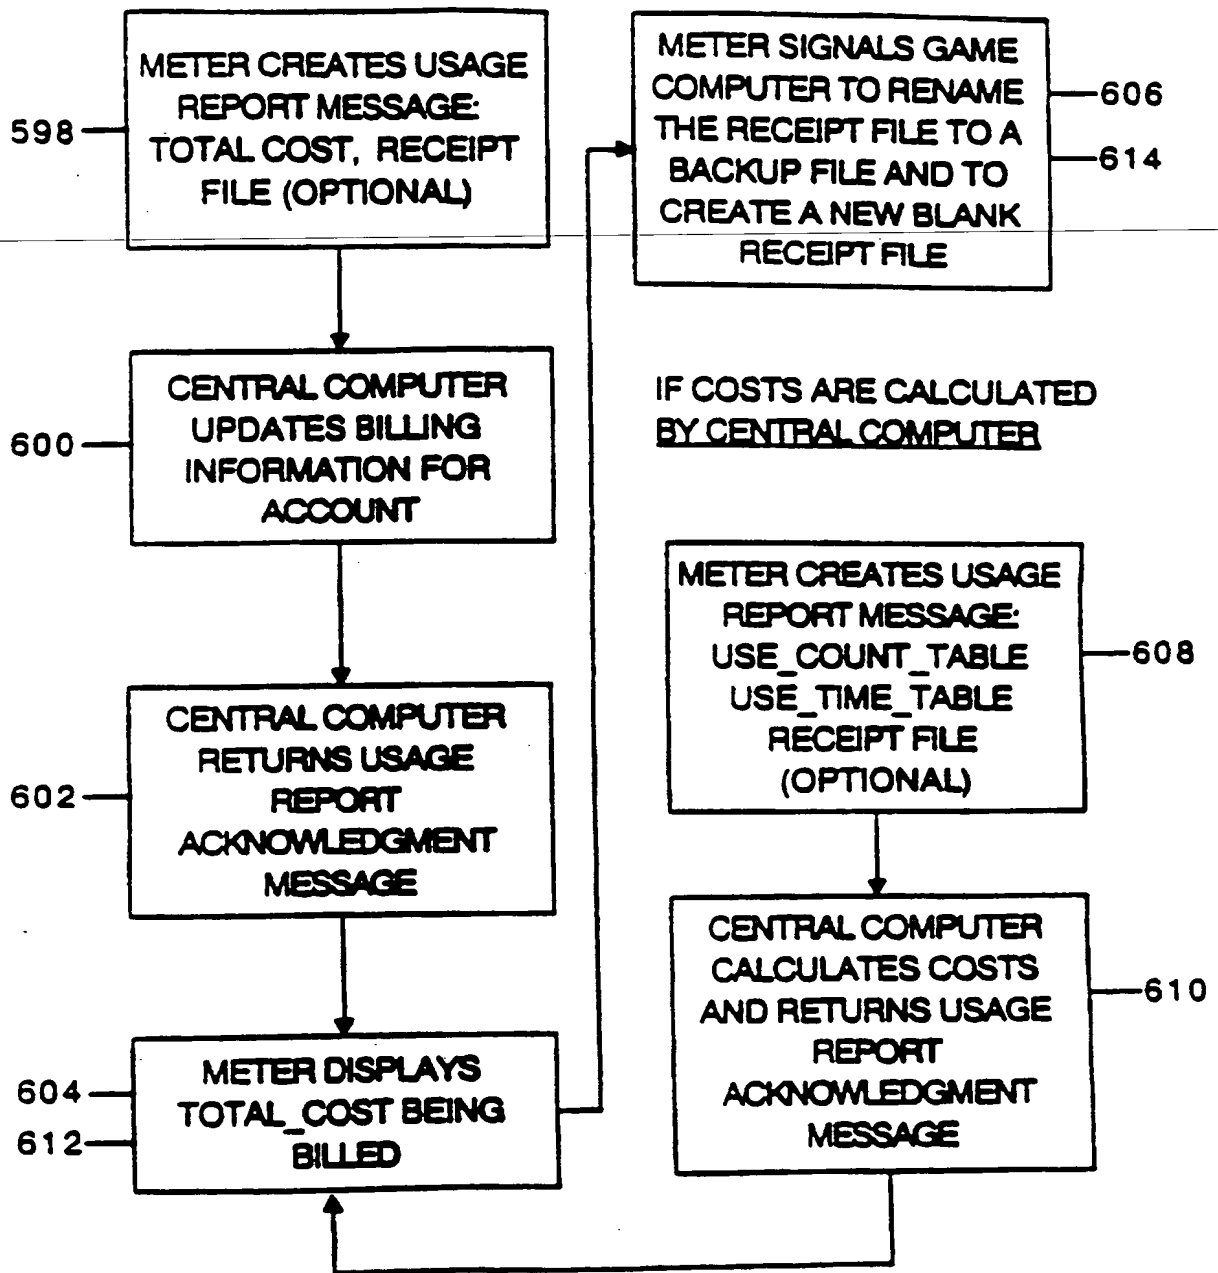 METER CREATES USAGE
REPORT MESSAGE:
TOTAL COST, RECEIPT
FILE (OPTIONAL)
598
CENTRAL COMPUTER
UPDATES BILLING
INFORMATION FOR
ACCOUNT
600
CENTRAL COMPUTER
RETURNS USAGE
REPORT
ACKNOWLEDGMENT
MESSAGE
602
METER DISPLAYS
TOTAL_COST BEING
BILLED
604
612
METER SIGNALS GAME
COMPUTER TO RENAME
THE RECEIPT FILE TO A
BACKUP FILE AND TO
CREATE A NEW BLANK
RECEIPT FILE
606
614
IF COSTS ARE CALCULATED
BY CENTRAL COMPUTER
METER CREATES USAGE
REPORT MESSAGE:
USE_COUNT_TABLE
USE_TIME_TABLE
RECEIPT FILE
(OPTIONAL)
608
CENTRAL COMPUTER
CALCULATES COSTS
AND RETURNS USAGE
REPORT
ACKNOWLEDGMENT
MESSAGE
610